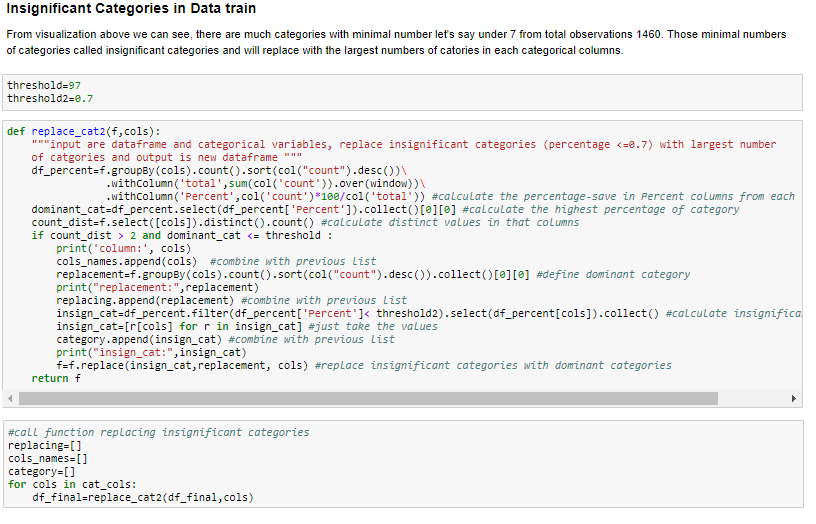 Insignificant Categories in Data train
From visualization above we can see, there are much categories with minimal number let's say under 7 from total observations 1460. Those minimal numbers
of categories called insignificant categories and will replace with the largest numbers of catories in each categorical columns.
threshold=97
threshold2=0.7
def replace_cat2(f,cols):
"""input are dataframe and categorical variables, replace insignificant categories (percentage <=0.7) with largest number
of catgories and output is new dataframe """
df_percent=f.groupBy(cols).count().sort(col("count").desc())\
.withColumn('total',sum(col('count')).over(window))\
.withColumn('Percent',col('count')*100/col('total')) #calculate the percentage-save in Percent columns from each
dominant_cat=df_percent.select(df_percent['Percent']).collect()[0][0] #calculate the highest percentage of category
count_dist=f.select([cols]).distinct().count() #calculate distinct values in that columns
if count_dist > 2 and dominant_cat <= threshold :
print('column:', cols)
cols_names.append(cols)  #combine with previous list
replacement=f.groupBy(cols).count().sort(col("count").desc()).collect()[0][0] #define dominant category
print("replacement:",replacement)
replacing.append(replacement) #combine with previous list
insign_cat=df_percent.filter(df_percent['Percent']< threshold2).select(df_percent[cols]).collect() #calculate insignifica
insign_cat=[r[cols] for r in insign_cat] #just take the values
category.append(insign_cat) #combine with previous list
print("insign_cat:",insign_cat)
f=f.replace(insign_cat,replacement, cols) #replace insignificant categories with dominant categories
return f
#call function replacing insignificant categories
replacing=[]
cols_names=[]
category=[]
for cols in cat_cols:
df_final=replace_cat2(df_final,cols)